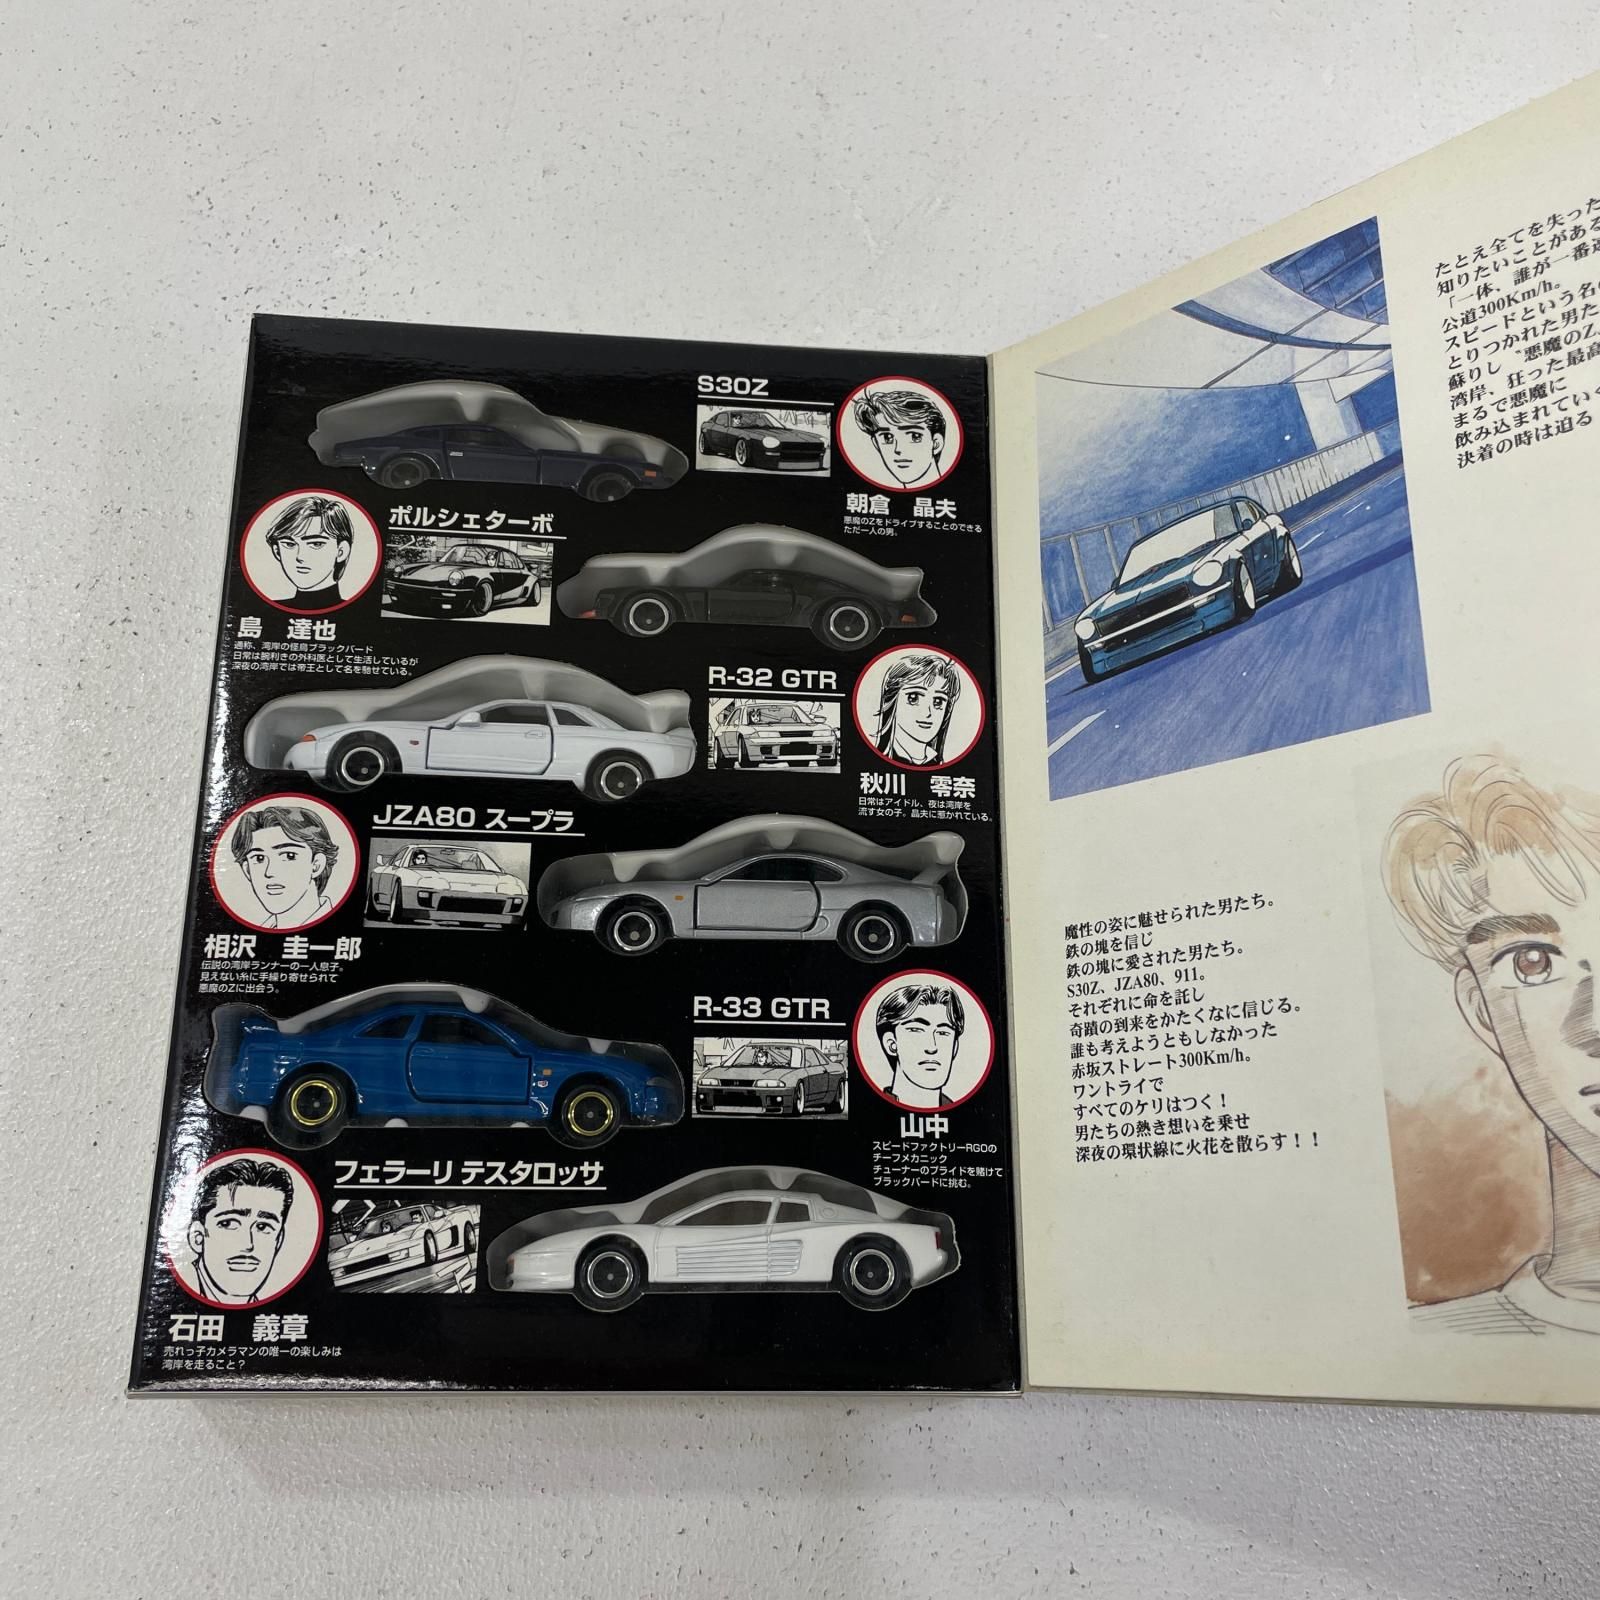 S30Z
朝倉 晶夫
悪魔のZをドライブすることのできる
ただ一人の男。
ポルシェターボ
島 達也
通称、湾岸の怪鳥ブラックバード
日常は腕利きの外科医として生活しているが
深夜の湾岸では帝王として名を馳せている。
R-32 GTR
秋川 零奈
日常はアイドル、夜は湾岸を
流す女の子。晶夫に惹かれている。
JZA80 スープラ
相沢 圭一郎
伝説の湾岸ランナーの一人息子。
見えない糸に手繰り寄せられて
悪魔のZに出会う。
R-33 GTR
山中
スピードファクトリーRGOの
チーフメカニック
チューナーのプライドを賭けて
ブラックバードに挑む。
フェラーリ テスタロッサ
石田 義章
売れっ子カメラマンの唯一の楽しみは
湾岸を走ること？
たとえ全てを失った
知りたいことがある
「一体、誰が一番速
公道300Km/h。
スピードという名の
とりつかれた男た
蘇りし〝悪魔のZ
湾岸、狂った最高
まるで悪魔に
飲み込まれていく
決着の時は迫る
魔性の姿に魅せられた男たち。
鉄の塊を信じ
鉄の塊に愛された男たち。
S30Z、JZA80、911。
それぞれに命を託し
奇蹟の到来をかたくなに信じる。
誰も考えようともしなかった
赤坂ストレート300Km/h。
ワントライで
すべてのケリはつく！
男たちの熱き想いを乗せ
深夜の環状線に火花を散らす！！